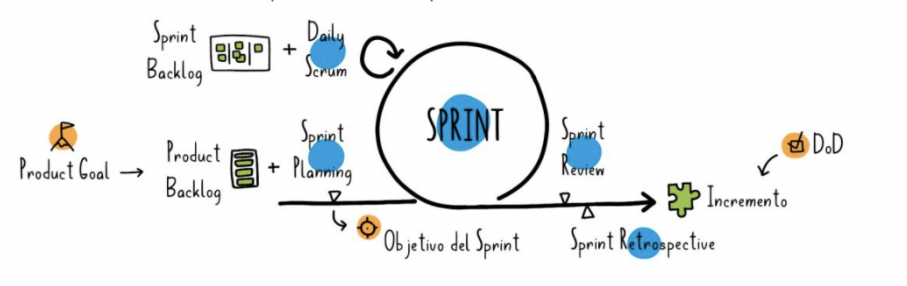 Sprint
Backlog
+
Daily
Scrum
SPRINT
Product Goal
Product
Backlog
+
Sprint
Planning
Objetivo del Sprint
Sprint
Review
Sprint Retrospective
Incremento
DoD